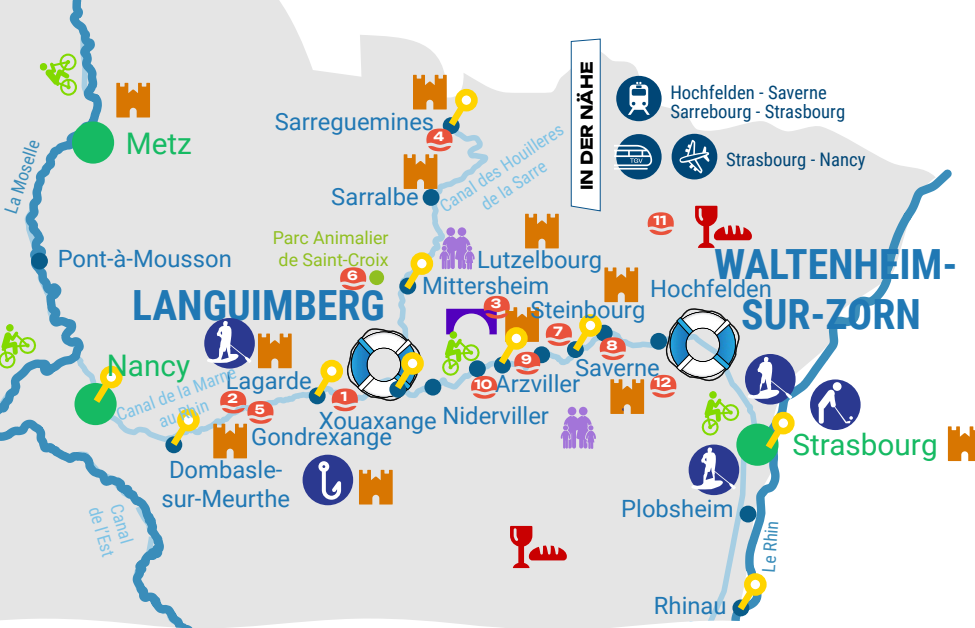 IN DER NÄHE
Hochfelden - Saverne
Sarrebourg - Strasbourg
TGV
Strasbourg - Nancy
Metz
La Moselle
Sarreguemines
4
Canal des Houilleres
de la Sarre
Sarralbe
Pont-à-Mousson
Parc Animalier
de Saint-Croix
6
11
Lutzelbourg
Mittersheim
WALTENHEIM-
SUR-ZORN
LANGUIMBERG
Hochfelden
3
Steinbourg
7
8
9
Saverne
Nancy
Canal de la Marne
au Rhin
Lagarde
2
5
1
10
Arzviller
12
Xouaxange
Niderviller
Gondrexange
Strasbourg
Dombasle-
sur-Meurthe
Canal
de l'Est
Plobsheim
Le Rhin
Rhinau